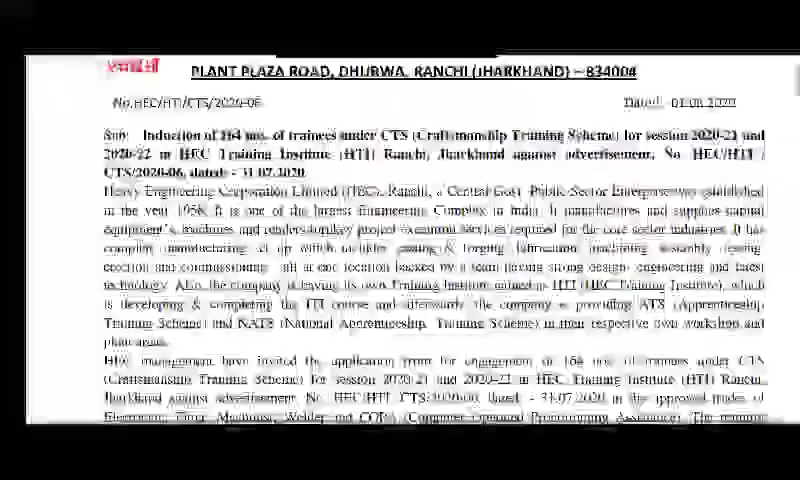 PLANT PLAZA ROAD, DHURWA, RANCHI (JHARKHAND) – 834004
No.HEC/HTI/CTS/2020-06 Dated: 01.08.2020
Sub: Induction of 164 nos. of trainees under CTS (Craftsmanship Training Scheme) for session 2020-21 and
2020-22 in HEC Training Institute (HTI) Ranchi, Jharkhand against advertisement. No HEC/HTI /
CTS/2020-06, dated: - 31.07.2020
Heavy Engineering Corporation Limited (HEC), Ranchi, a Central Govt. Public Sector Enterprise was established
in the year 1958. It is one of the largest Engineering Complex in India. It manufactures and supplies capital
equipment's, machines and renders project execution services required for the core sector industries. It has
complete manufacturing set up which includes casting & forging fabrication, machining assembly testing
erection and commissioning all at one location backed by a team having strong design- engineering and latest
technology. Also, the company is having its own Training Institute named as HTI (HEC Training Institute), which
is developing & completing the ITI course and afterwards the company is providing ATS (Apprenticeship
Training Scheme) and NATS (National Apprenticeship Training Scheme) in their respective own workshop and
plant areas.
HEC management have invited the application form for engagement of 164 nos. of trainees under CTS
(Craftsmanship Training Scheme) for session 2020-21 and 2020-22 in HEC Training Institute (HTI) Ranchi,
Jharkhand against advertisement. No HEC/HTI CTS/2020-06 dated: - 31.07.2020 in the approved trades of
Electrician, Fitter, Machinist, Welder and COPA (Computer Operated Programming Assistance). The